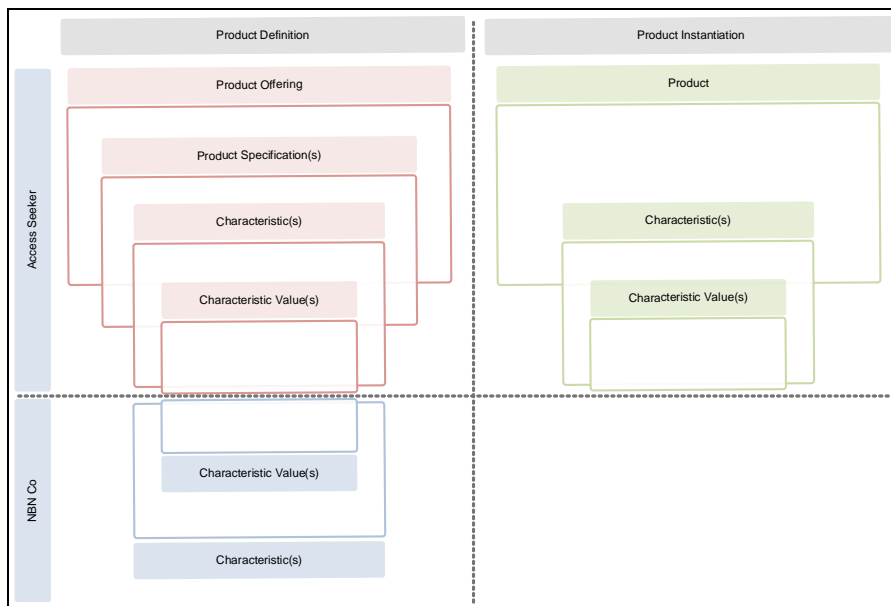 Product Definition
Product Instantiation
Access Seeker
Product Offering
Product
Product Specification(s)
Characteristic(s)
Characteristic(s)
Characteristic Value(s)
Characteristic Value(s)
NBN Co
Characteristic Value(s)
Characteristic(s)